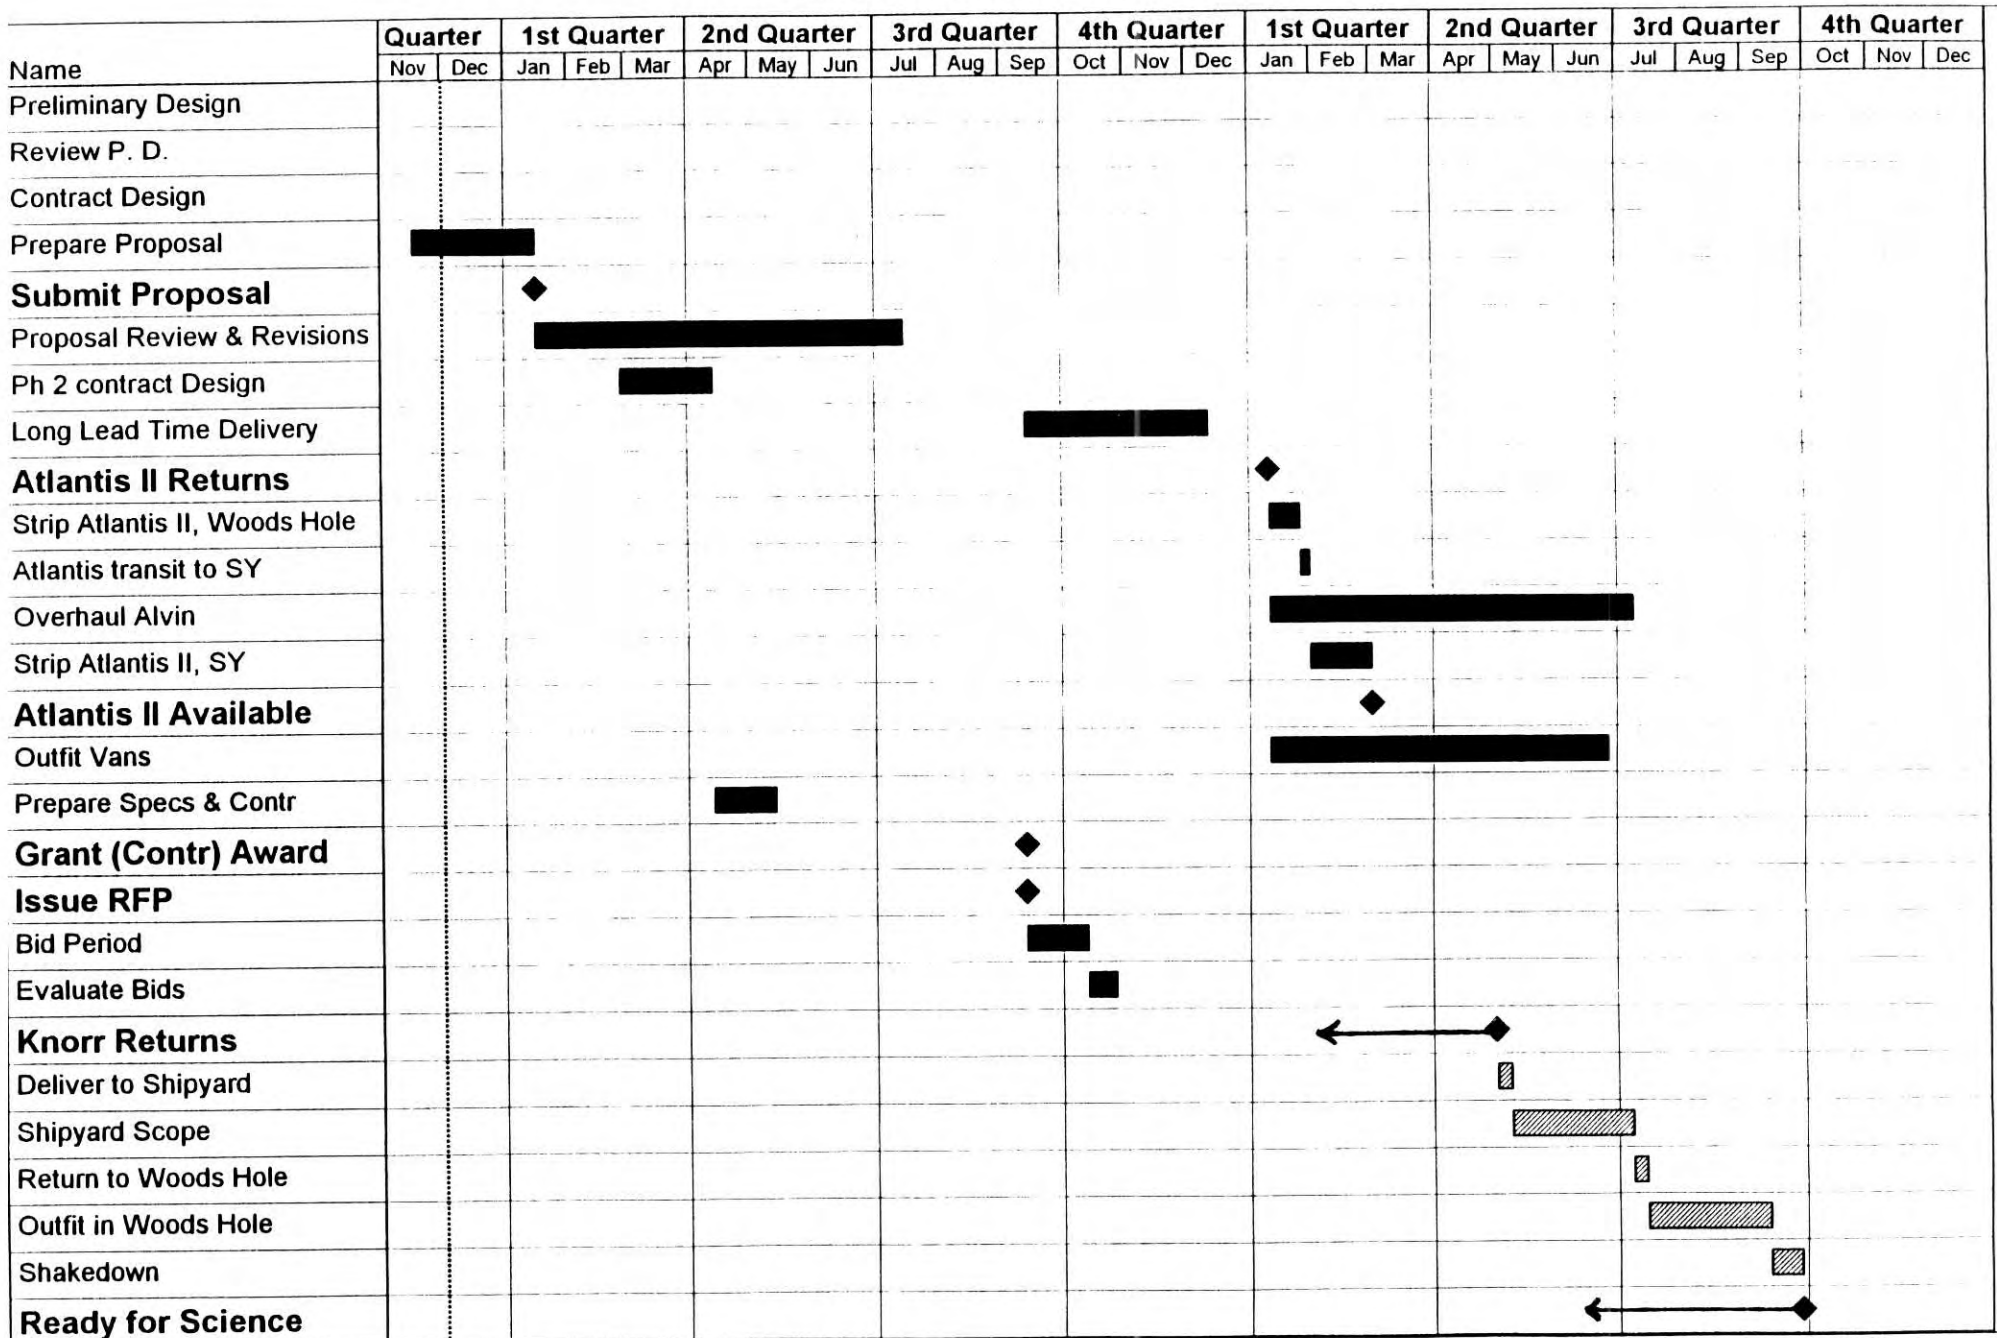 Quarter 1st Quarter 2nd Quarter 3rd Quarter 4th Quarter 1st Quarter 2nd Quarter 3rd Quarter 4th Quarter
Name Nov Dec Jan Feb Mar Apr May Jun Jul Aug Sep Oct Nov Dec Jan Feb Mar Apr May Jun Jul Aug Sep Oct Nov Dec
Preliminary Design
Review P. D.
Contract Design
Prepare Proposal
Submit Proposal
Proposal Review & Revisions
Ph 2 contract Design
Long Lead Time Delivery
Atlantis II Returns
Strip Atlantis II, Woods Hole
Atlantis transit to SY
Overhaul Alvin
Strip Atlantis II, SY
Atlantis II Available
Outfit Vans
Prepare Specs & Contr
Grant (Contr) Award
Issue RFP
Bid Period
Evaluate Bids
Knorr Returns
Deliver to Shipyard
Shipyard Scope
Return to Woods Hole
Outfit in Woods Hole
Shakedown
Ready for Science